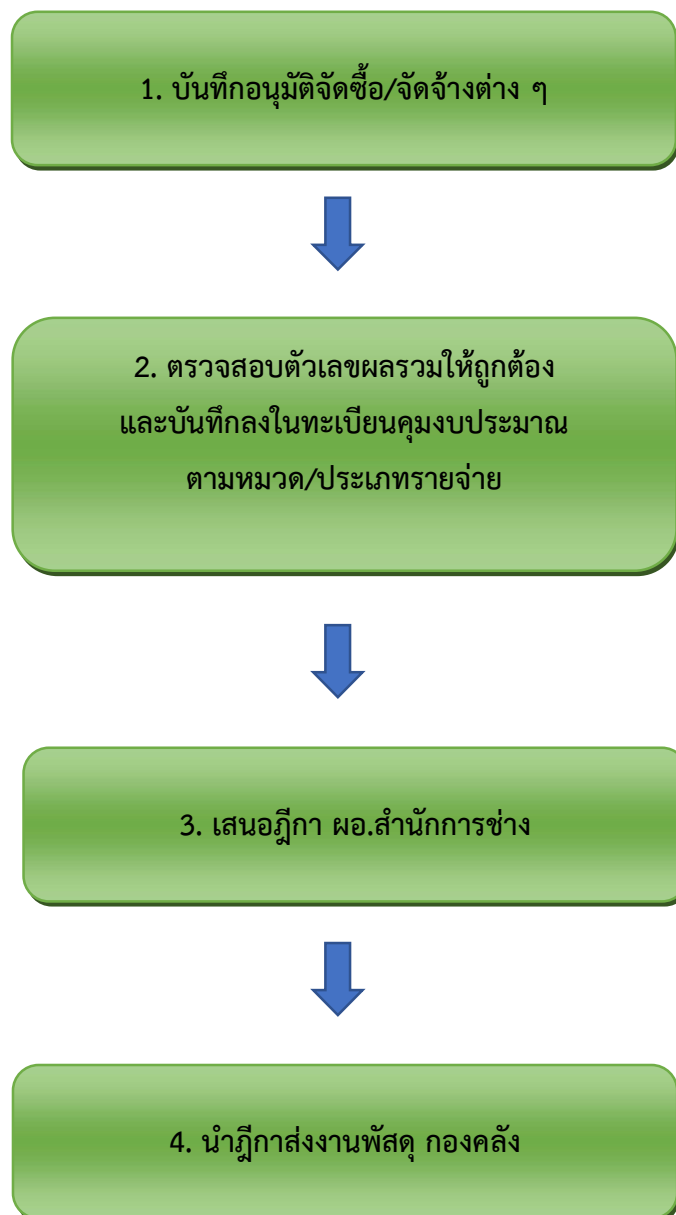 1. บันทึกอนุมัติจัดซื้อ/จัดจ้างต่าง ๆ
2. ตรวจสอบตัวเลขผลรวมให้ถูกต้อง
และบันทึกลงในทะเบียนคุมงบประมาณ
ตามหมวด/ประเภทรายจ่าย
3. เสนอฎีกา ผอ.สำนักการช่าง
4. นำฎีกาส่งงานพัสดุ กองคลัง